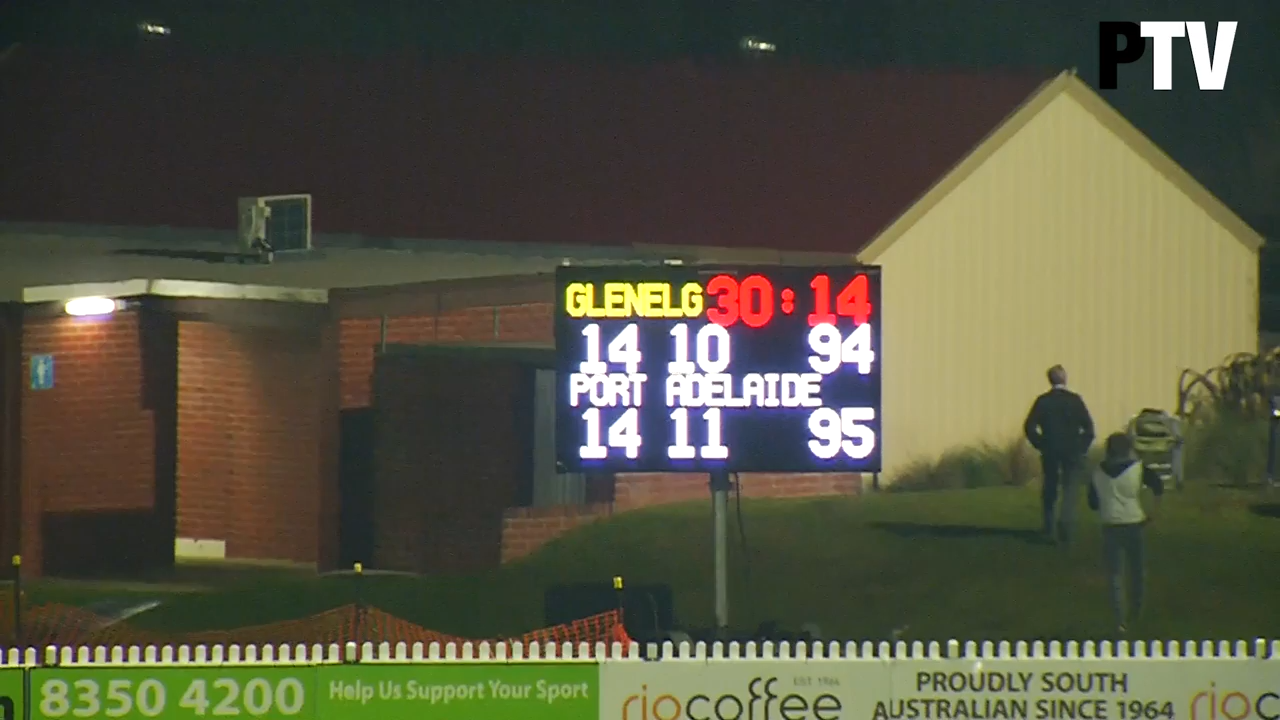 PTV
GLENELG 30:14
14 10 94
PORT ADELAIDE
14 11 95
8350 4200
Help Us Support Your Sport
EST 1964
riocoffee
PROUDLY SOUTH
AUSTRALIAN SINCE 1964